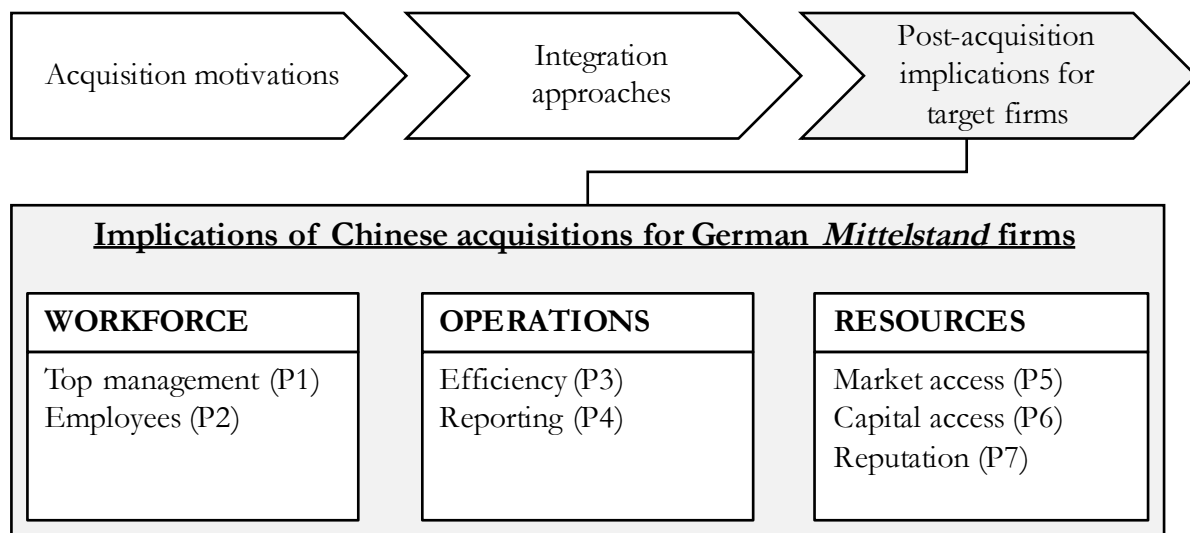 Acquisition motivations
Integration
approaches
Post-acquisition
implications for
target firms
Implications of Chinese acquisitions for German Mittelstand firms
WORKFORCE
Top management (P1)
Employees (P2)
OPERATIONS
Efficiency (P3)
Reporting (P4)
RESOURCES
Market access (P5)
Capital access (P6)
Reputation (P7)